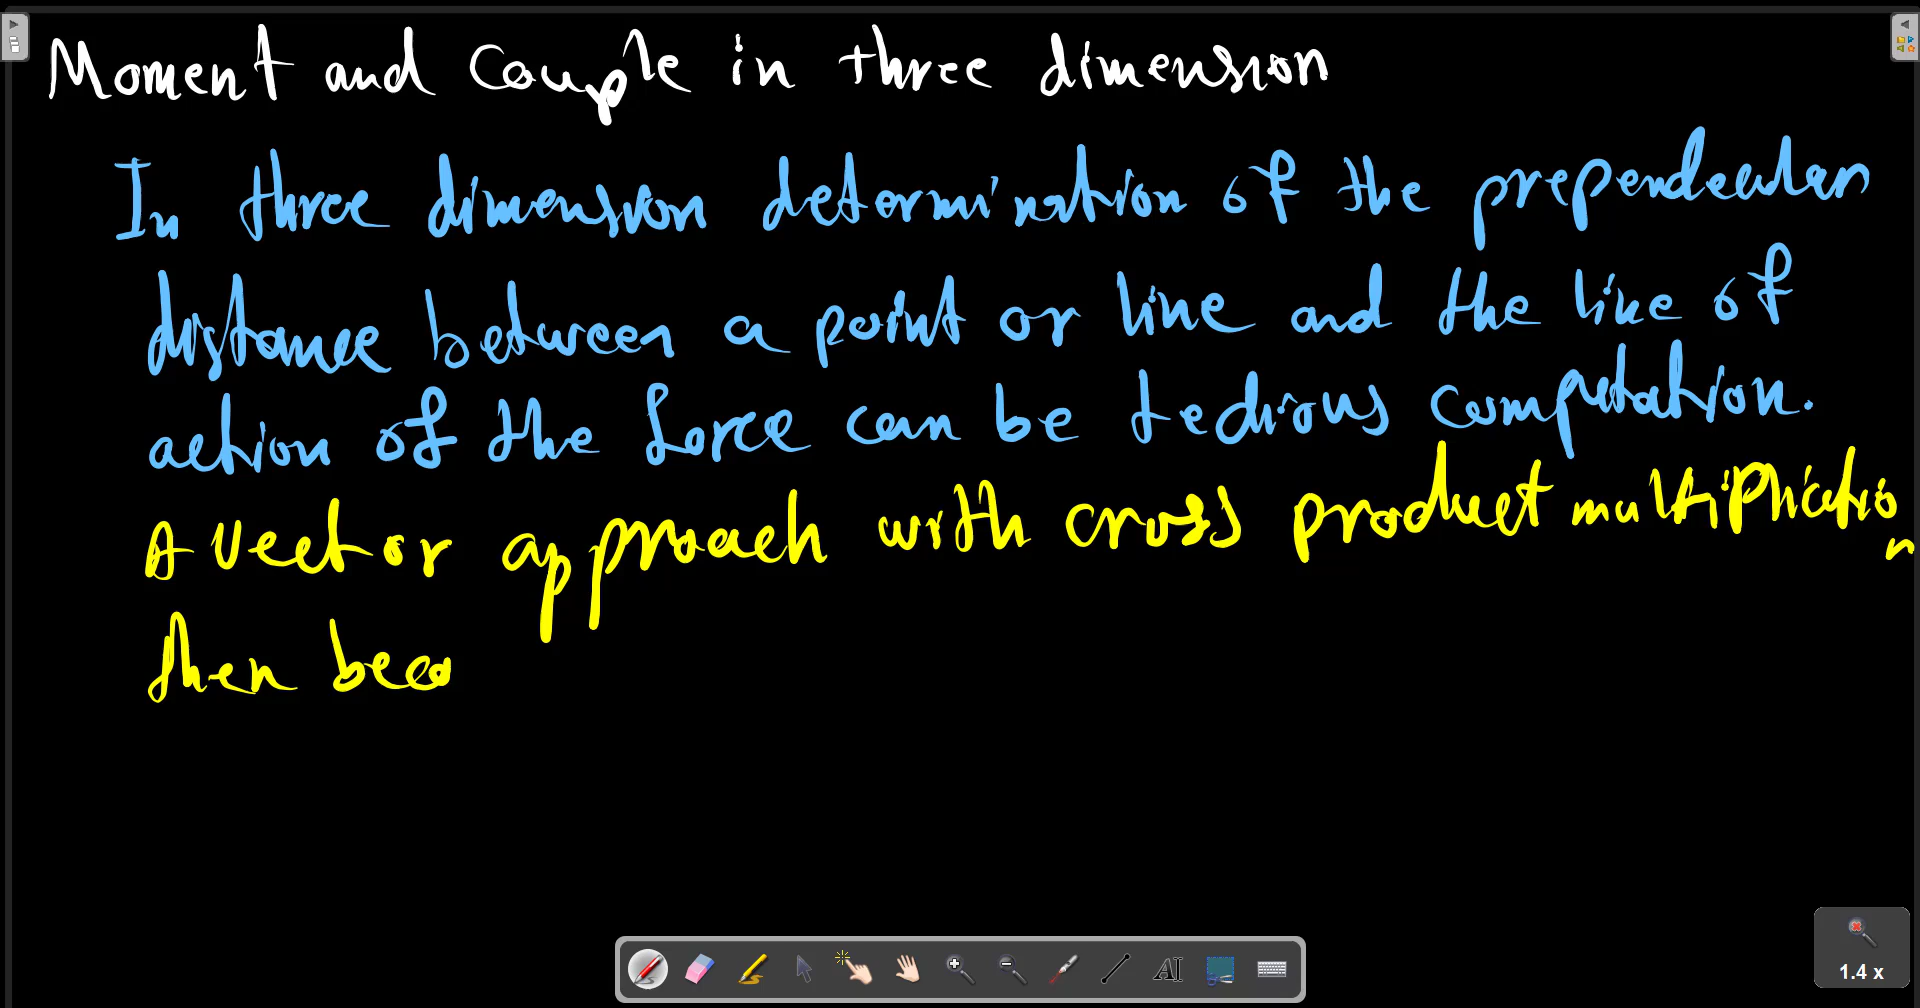 Moment and Couple in three dimension
In three dimension determination of the prependcular
distance between a point or line and the line of
action of the force can be tedious computation.
A vector approach with cross product multiplication
then beco
1.4 x